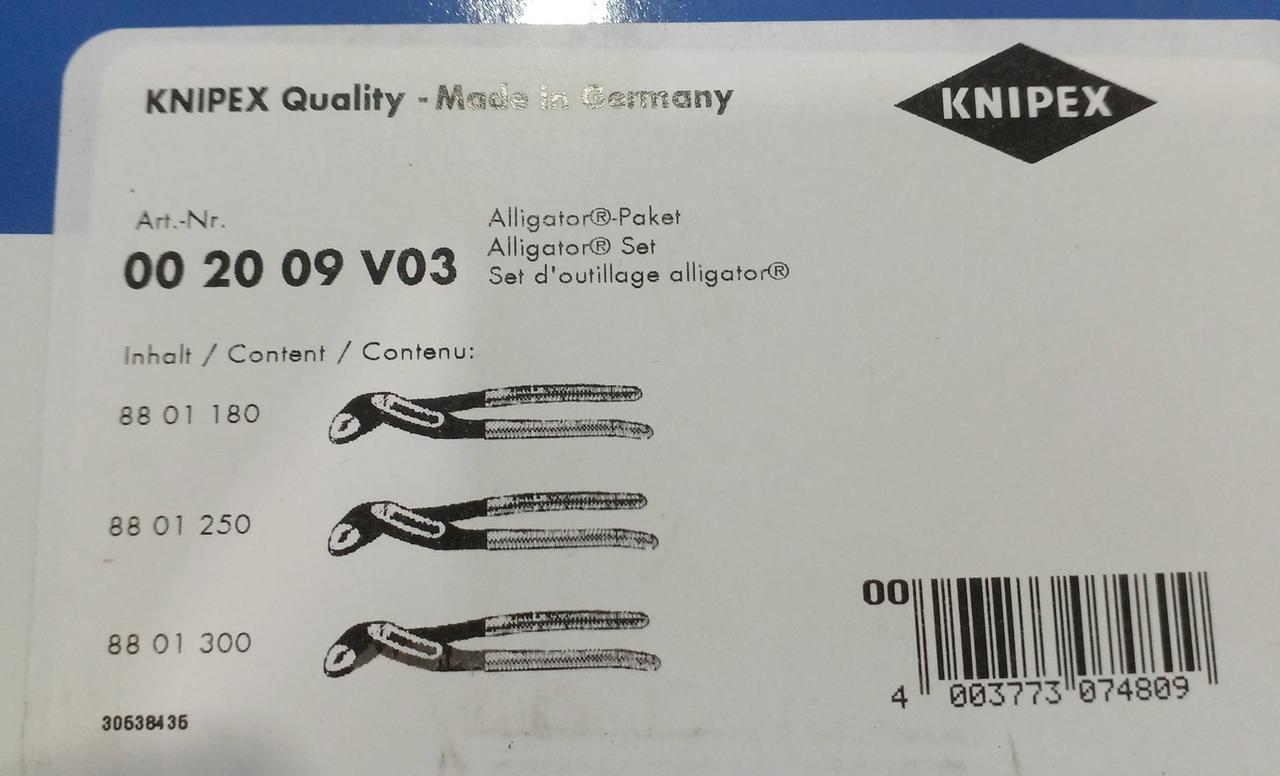 KNIPEX Quality - Made in Germany
KNIPEX
Art.-Nr.
00 20 09 V03
Alligator®-Paket
Alligator® Set
Set d'outillage alligator®
Inhalt / Content / Contenu:
88 01 180
88 01 250
88 01 300
30538435
00
4 003773 074809